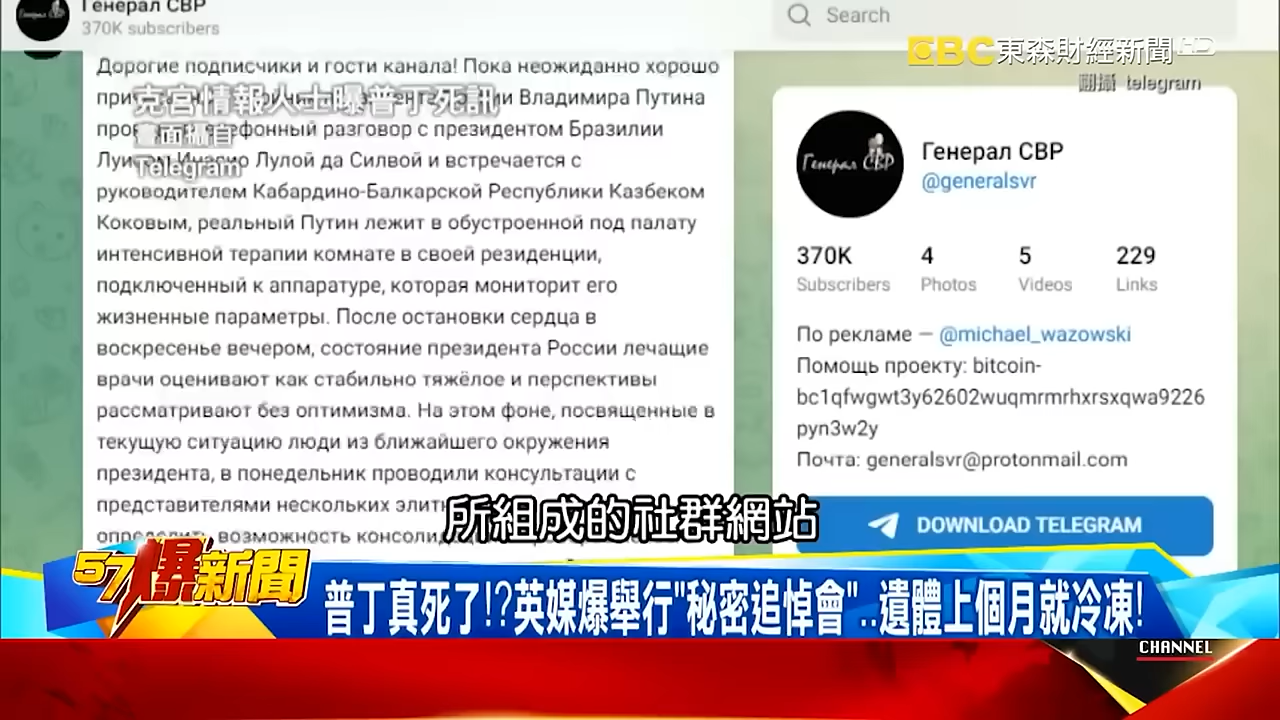 Генерал СВР
370K subscribers
Search
EBC 東森財經新聞 HD
翻攝 telegram
Дорогие подписчики и гости канала! Пока неожиданно хорошо
克宮情報人士曝普丁死訊
Владимира Путина
畫面攝自
разговор с президентом Бразилии
Telegram
Лулой да Силвой и встречается с
руководителем Кабардино-Балкарской Республики Казбеком
Коковым, реальный Путин лежит в обустроенной под палату
интенсивной терапии комнате в своей резиденции,
подключенный к аппаратуре, которая мониторит его
жизненные параметры. После остановки сердца в
воскресенье вечером, состояние президента России лечащие
врачи оценивают как стабильно тяжёлое и перспективы
рассматривают без оптимизма. На этом фоне, посвященные в
текущую ситуацию люди из ближайшего окружения
президента, в понедельник проводили консультации с
представителями нескольких
возможность
Генерал СВР
Генерал СВР
@generalsvr
370K 4 5 229
Subscribers Photos Videos Links
По рекламе — @michael_wazowski
Помощь проекту: bitcoin-
bc1qfwgwt3y62602wuqmrmrhxrsxqwa9226
pyn3w2y
Почта: generalsvr@protonmail.com
DOWNLOAD TELEGRAM
所組成的社群網站
57爆新聞
普丁真死了!?英媒爆舉行"秘密追悼會"..遺體上個月就冷凍!
CHANNEL